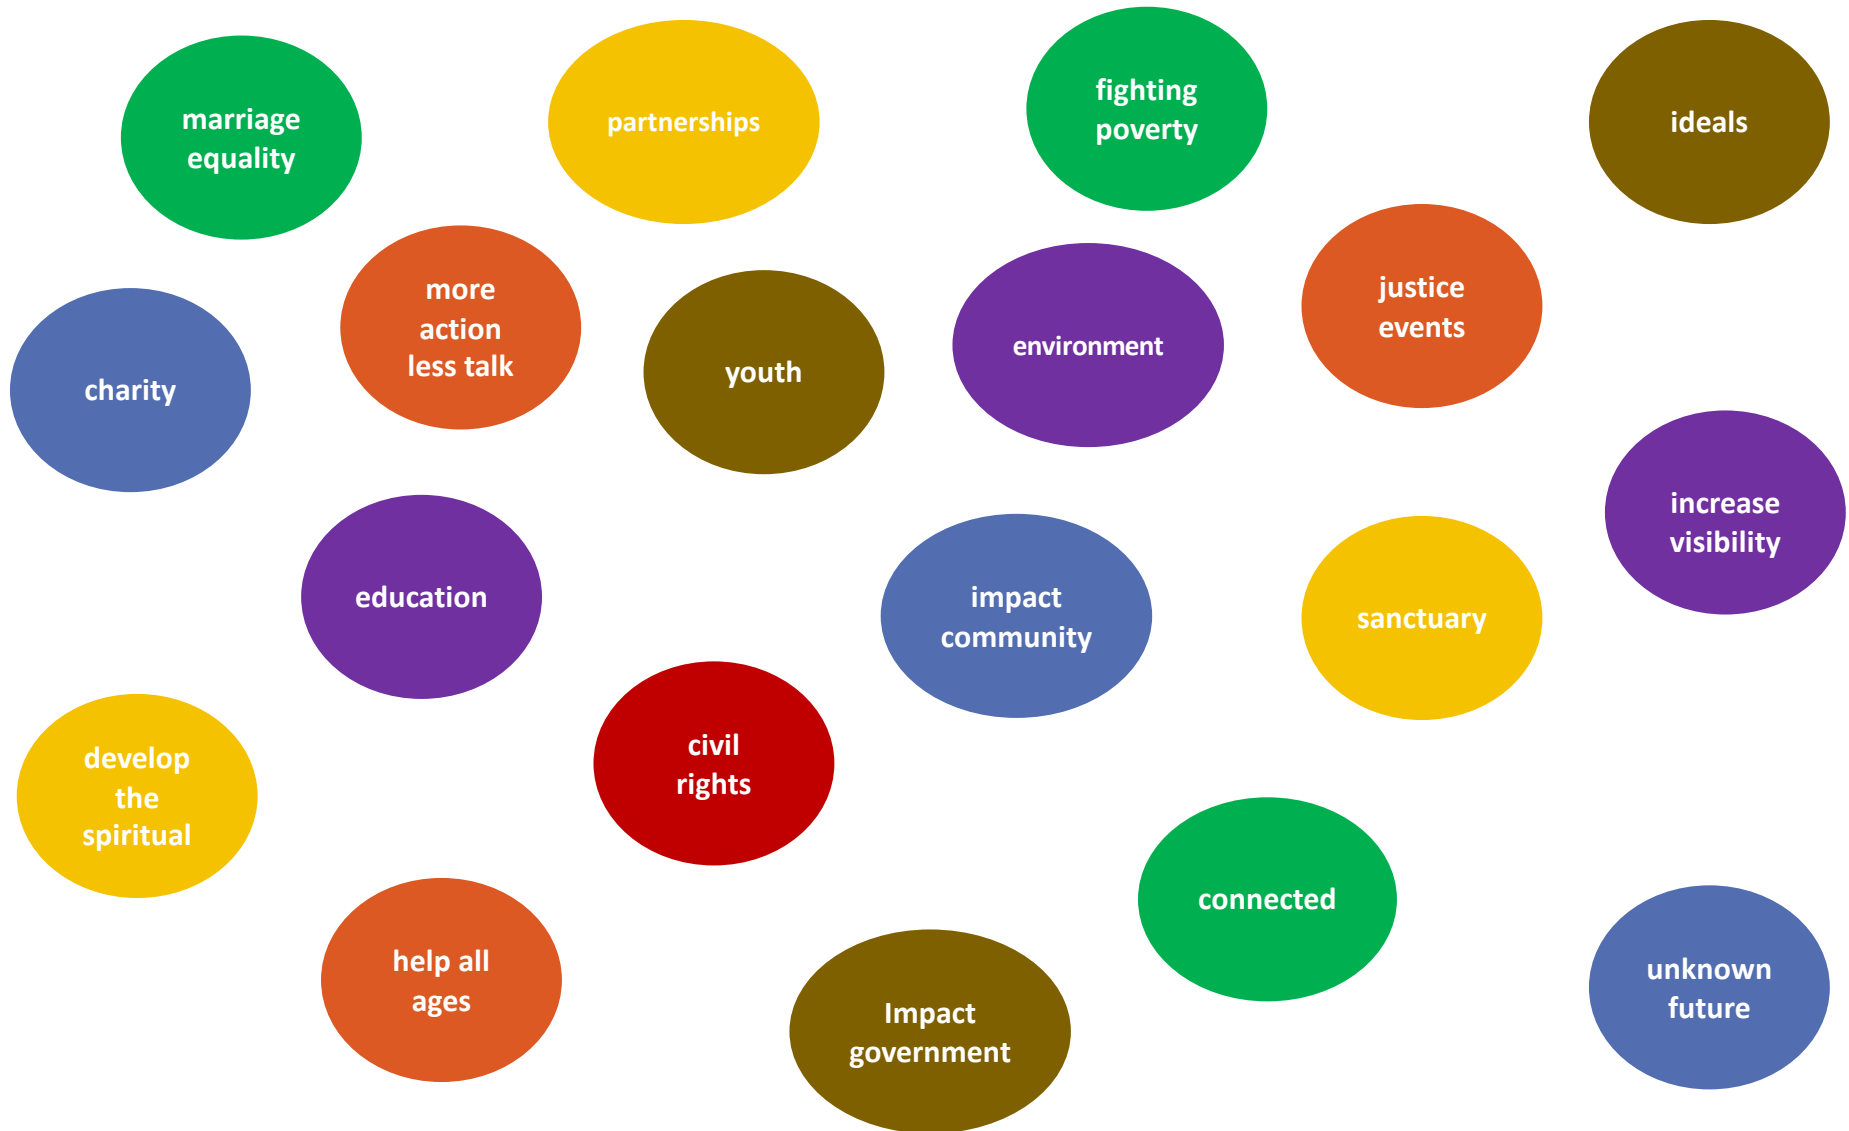 marriage
equality
partnerships
fighting
poverty
ideals
more
action
less talk
justice
events
charity
youth
environment
increase
visibility
education
impact
community
sanctuary
develop
the
spiritual
civil
rights
connected
help all
ages
Impact
government
unknown
future